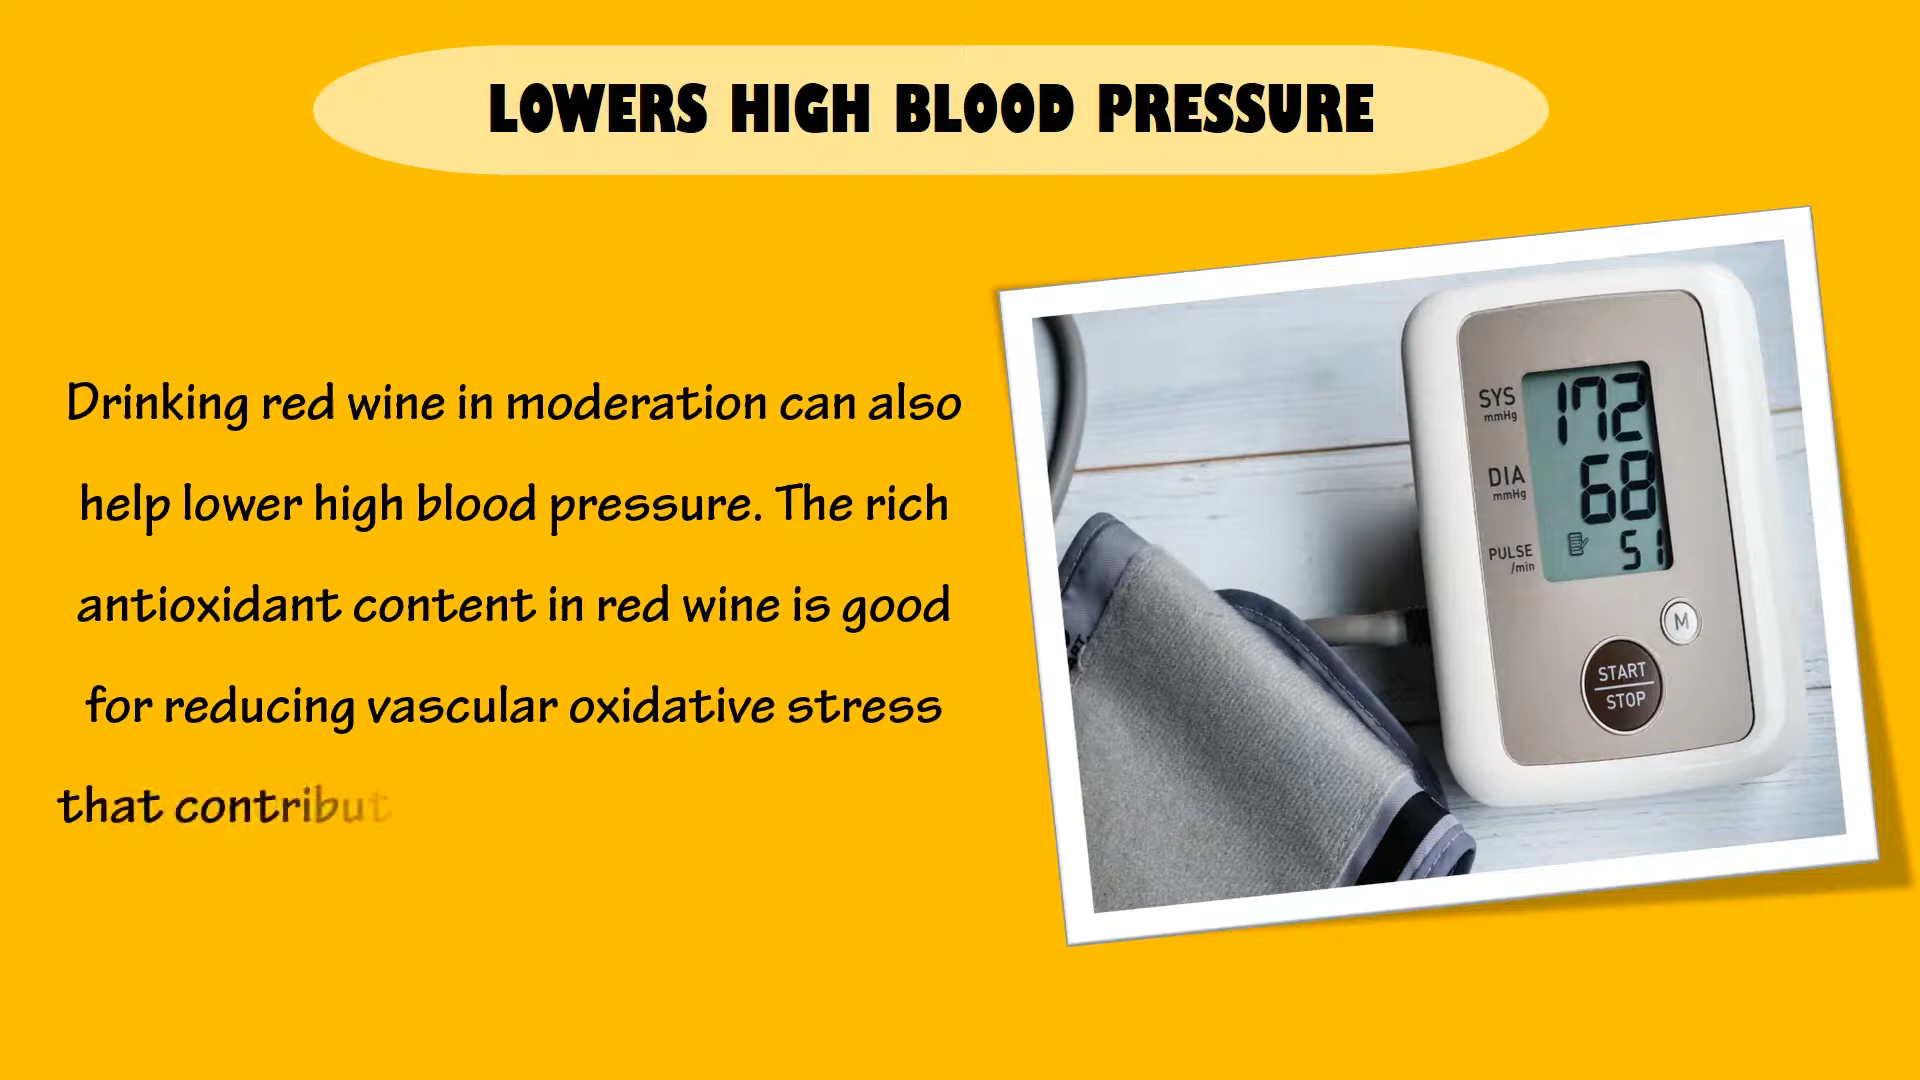 LOWERS HIGH BLOOD PRESSURE
Drinking red wine in moderation can also
help lower high blood pressure. The rich
antioxidant content in red wine is good
for reducing vascular oxidative stress
that contribut
SYS
mmHg
172
DIA
mmHg
68
PULSE
/min
51
M
START
STOP